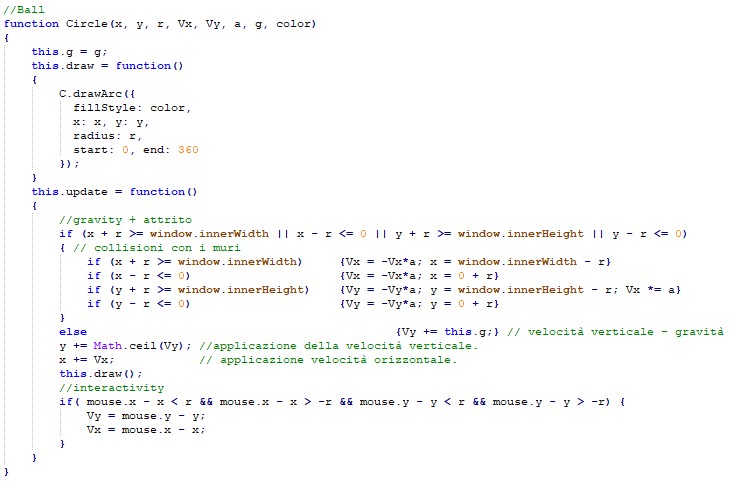 //Ball
function Circle(x, y, r, Vx, Vy, a, g, color)
{
    this.g = g;
    this.draw = function()
    {
        C.drawArc({
          fillStyle: color,
          x: x, y: y,
          radius: r,
          start: 0, end: 360
        });
    }
    this.update = function()
    {
        //gravity + attrito
        if (x + r >= window.innerWidth || x - r <= 0 || y + r >= window.innerHeight || y - r <= 0)
        { // collisioni con i muri
            if (x + r >= window.innerWidth)     {Vx = -Vx*a; x = window.innerWidth - r}
            if (x - r <= 0)                     {Vx = -Vx*a; x = 0 + r}
            if (y + r >= window.innerHeight)    {Vy = -Vy*a; y = window.innerHeight - r; Vx *= a}
            if (y - r <= 0)                     {Vy = -Vy*a; y = 0 + r}
        }
        else                                            {Vy += this.g;} // velocità verticale - gravità
        y += Math.ceil(Vy); //applicazione della velocità verticale.
        x += Vx;            // applicazione velocità orizzontale.
        this.draw();
        //interactivity
        if( mouse.x - x < r && mouse.x - x > -r && mouse.y - y < r && mouse.y - y > -r) {
            Vy = mouse.y - y;
            Vx = mouse.x - x;
        }
    }
}